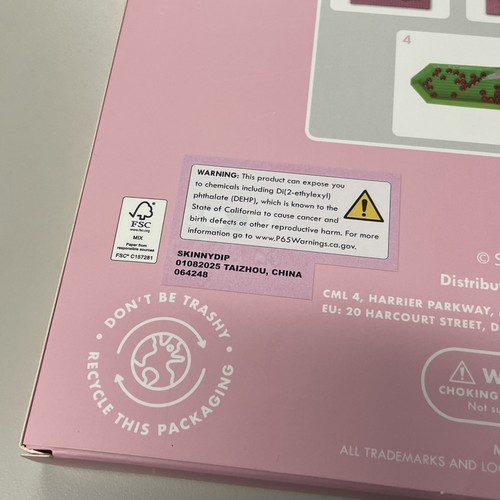 4
WARNING: This product can expose you
to chemicals including Di(2-ethylexyl)
phthalate (DEHP), which is known to the
State of California to cause cancer and
birth defects or other reproductive harm. For more
information go to www.P65Warnings.ca.gov.
FSC
www.fsc.org
MIX
Paper from
responsible sources
FSC® C157281
SKINNYDIP
01082025 TAIZHOU, CHINA
064248
©
Distribu
CML 4, HARRIER PARKWAY,
EU: 20 HARCOURT STREET, D
DON'T BE TRASHY
RECYCLE THIS PACKAGING
W
CHOKING
Not su
ALL TRADEMARKS AND LO